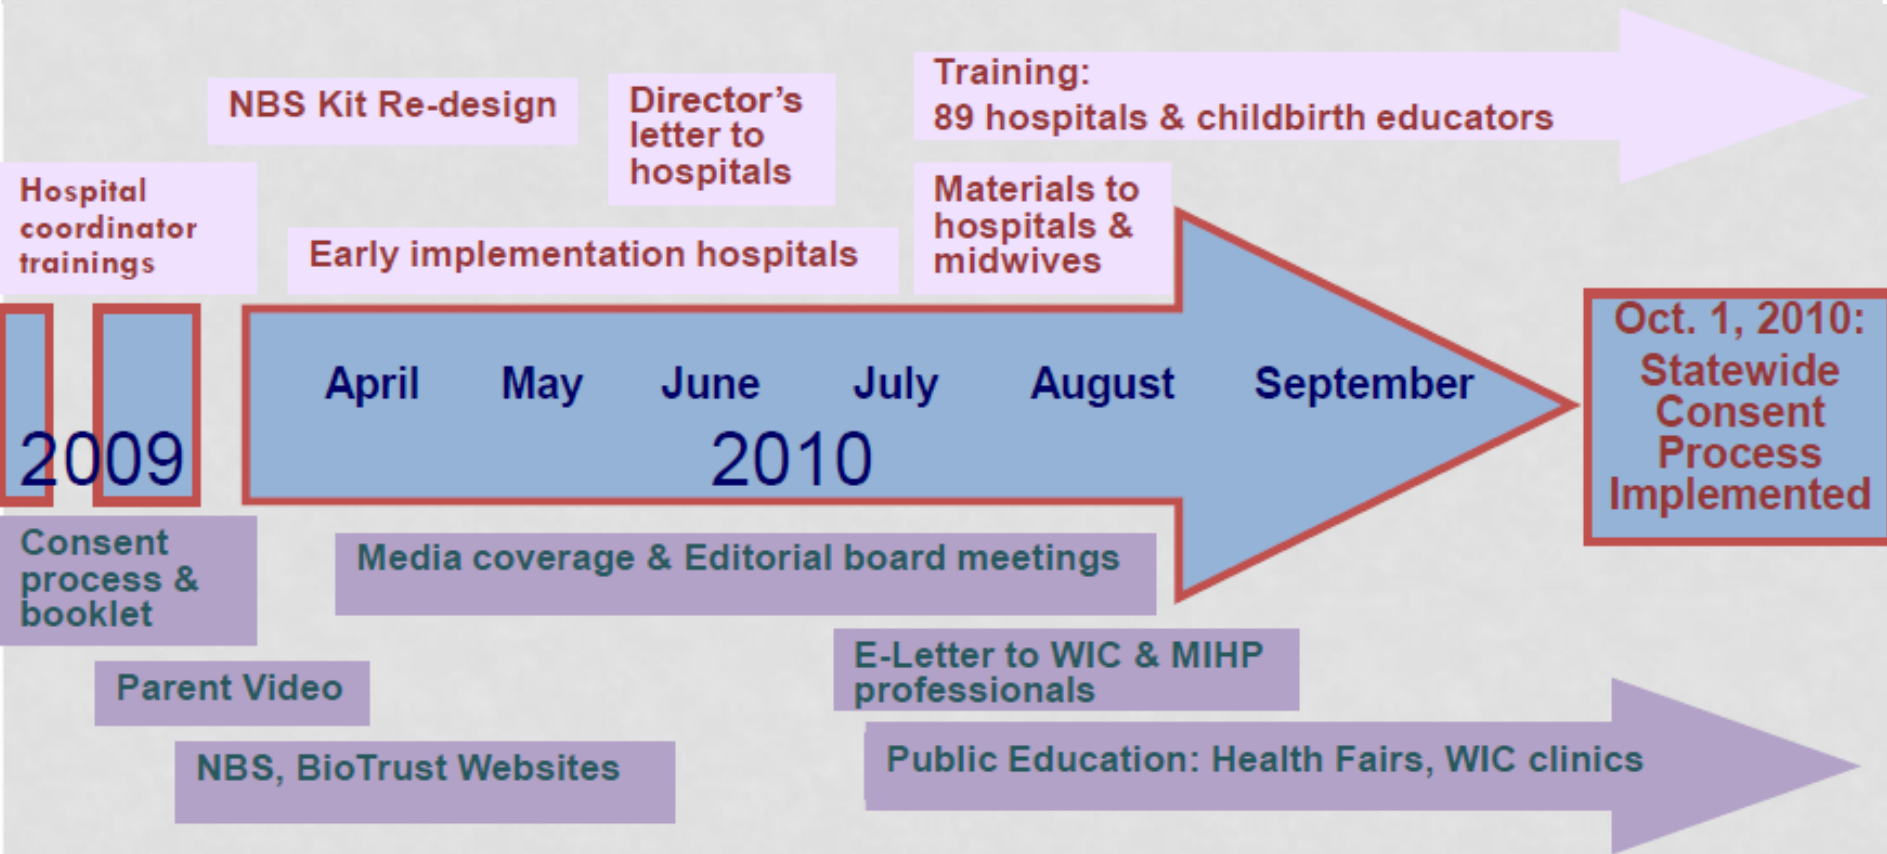 NBS Kit Re-design
Director's
letter to
hospitals
Training:
89 hospitals & childbirth educators
Hospital
coordinator
trainings
Early implementation hospitals
Materials to
hospitals &
midwives
April May June July August September
2009
2010
Oct. 1, 2010:
Statewide
Consent
Process
Implemented
Consent
process &
booklet
Media coverage & Editorial board meetings
Parent Video
E-Letter to WIC & MIHP
professionals
NBS, BioTrust Websites
Public Education: Health Fairs, WIC clinics